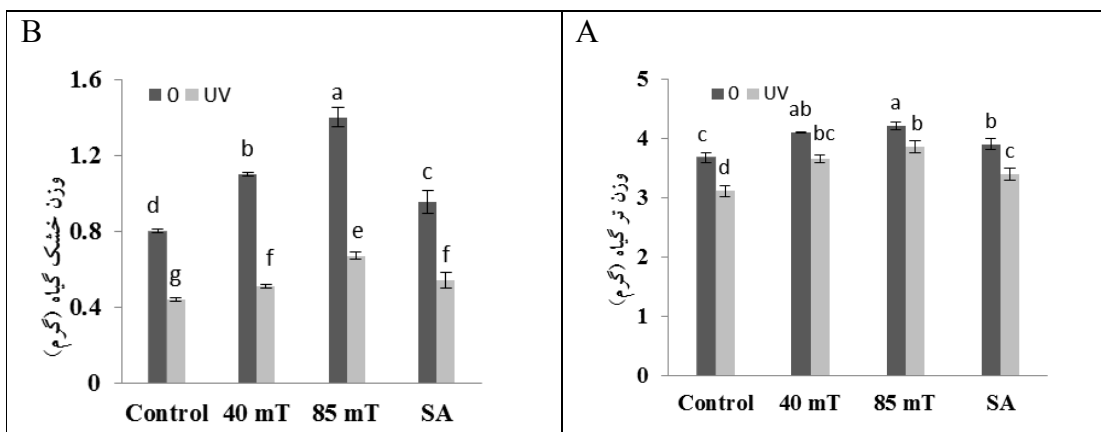 B
وزن خشک گیاه (گرم)
1.6
1.2
0.8
0.4
0
0 UV
d
g
b
f
a
e
c
f
Control 40 mT 85 mT SA
A
وزن تر گیاه (گرم)
5
4
3
2
1
0
0 UV
c
d
ab
bc
a
b
b
c
Control 40 mT 85 mT SA